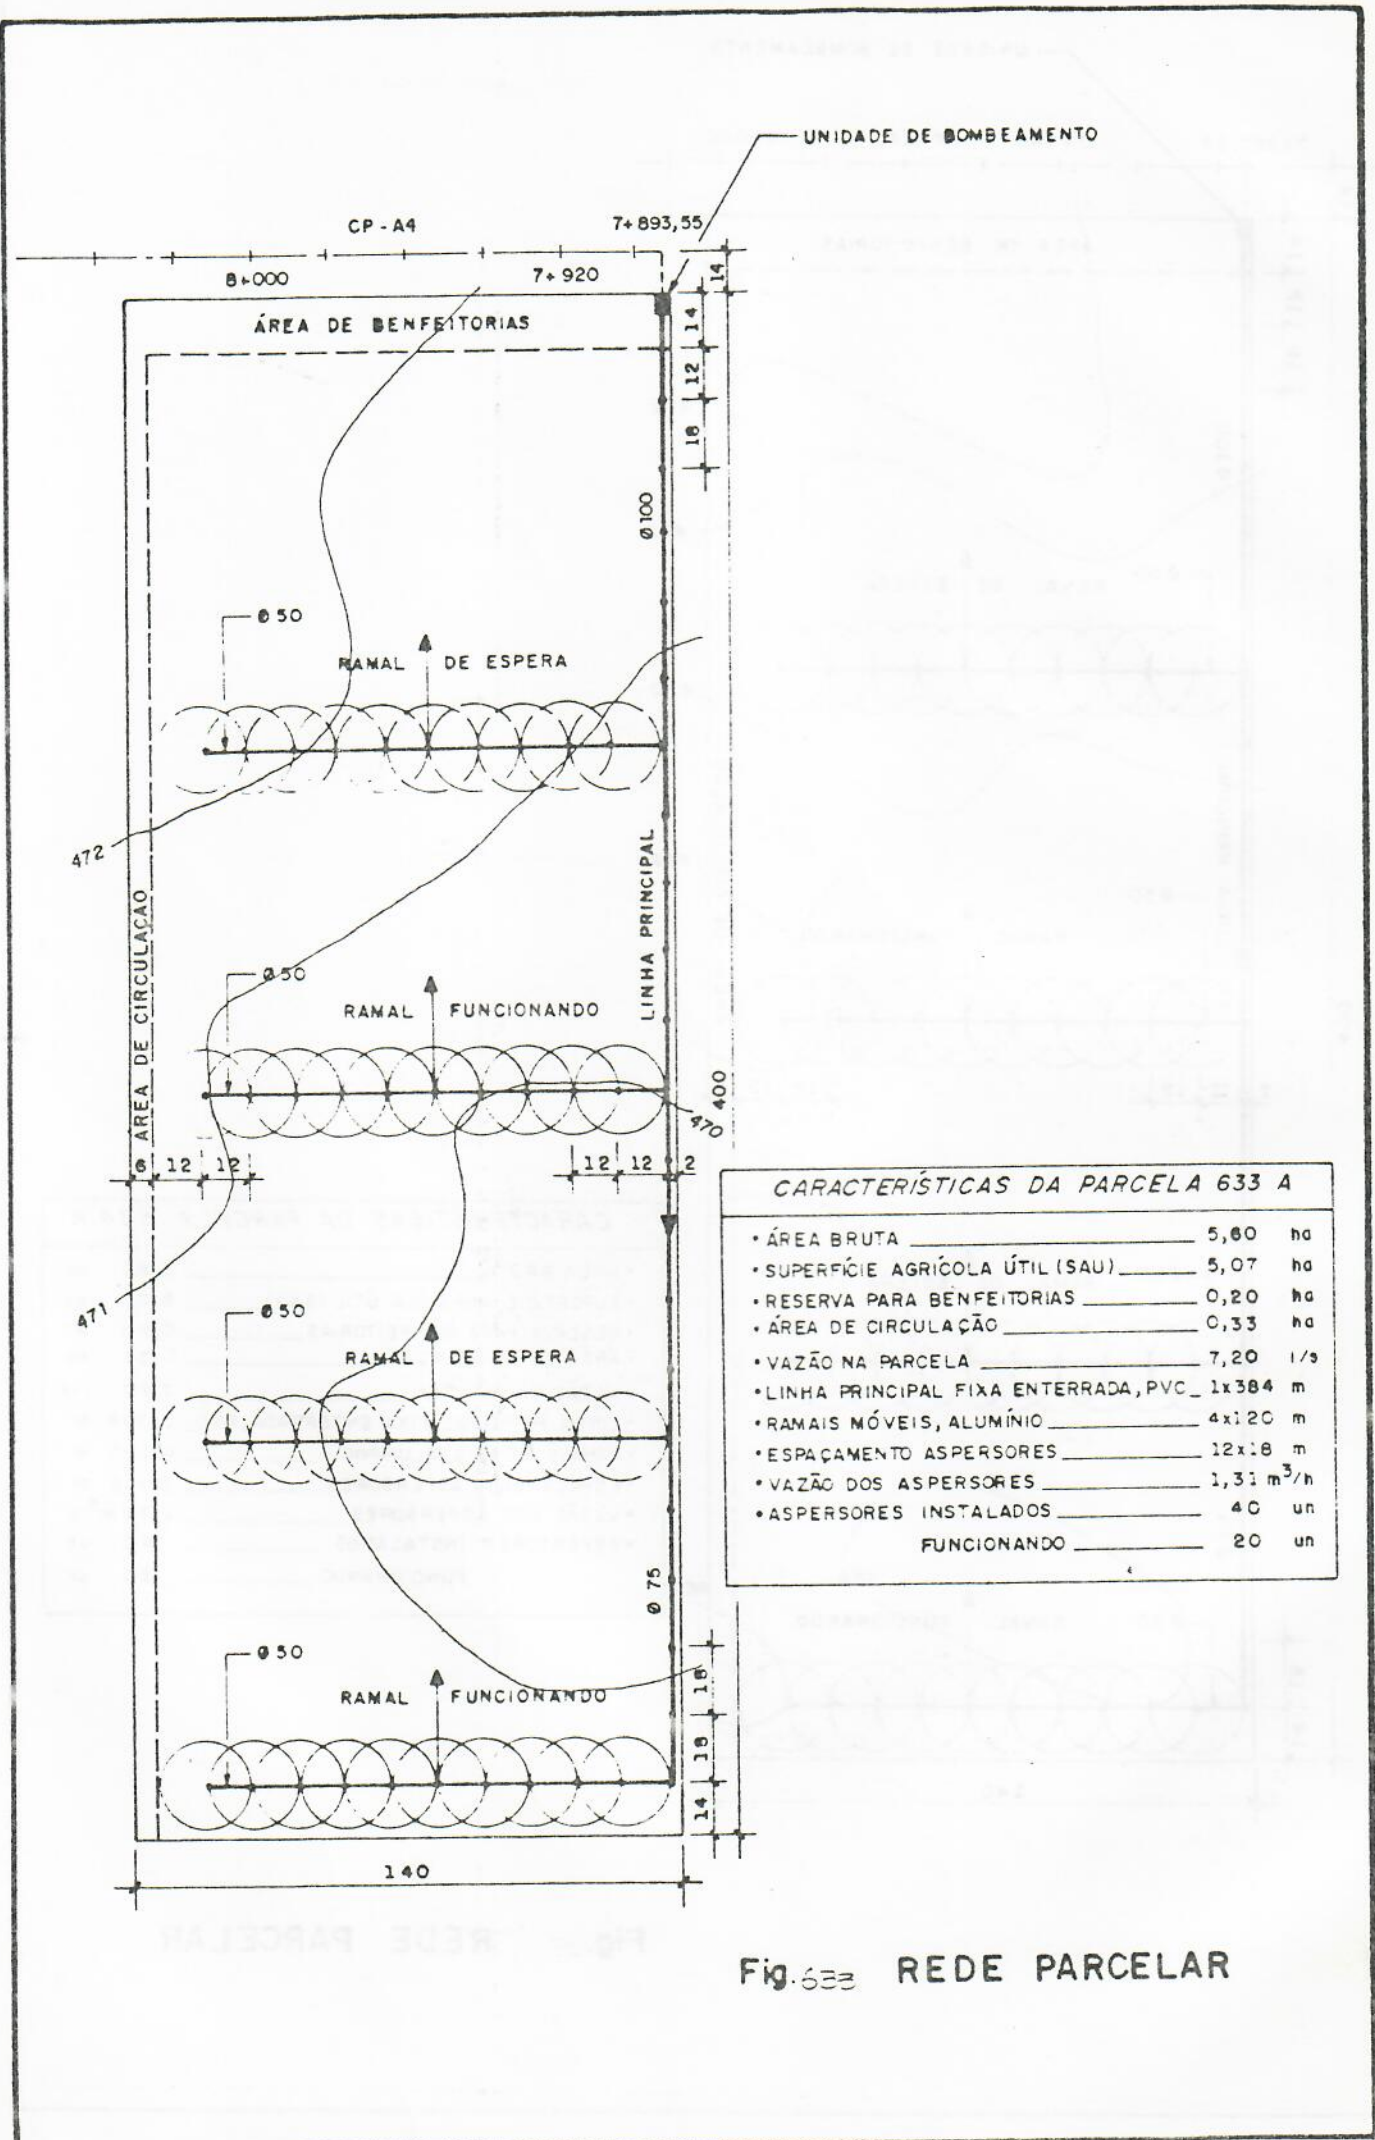 UNIDADE DE BOMBEAMENTO
CP - A4
7+893,55
8+000
7+920
14
ÁREA DE BENFEITORIAS
14
12
18
Ø100
Ø50
RAMAL DE ESPERA
472
LINHA PRINCIPAL
ÁREA DE CIRCULAÇÃO
Ø50
RAMAL FUNCIONANDO
400
470
6 12 12
12 12 2
471
Ø50
RAMAL DE ESPERA
CARACTERÍSTICAS DA PARCELA 633 A
• ÁREA BRUTA 5,60 ha
• SUPERFÍCIE AGRÍCOLA ÚTIL (SAU) 5,07 ha
• RESERVA PARA BENFEITORIAS 0,20 ha
• ÁREA DE CIRCULAÇÃO 0,33 ha
• VAZÃO NA PARCELA 7,20 l/s
• LINHA PRINCIPAL FIXA ENTERRADA, PVC 1x384 m
• RAMAIS MÓVEIS, ALUMÍNIO 4x120 m
• ESPAÇAMENTO ASPERSORES 12x18 m
• VAZÃO DOS ASPERSORES 1,31 m³/h
• ASPERSORES INSTALADOS 40 un
FUNCIONANDO 20 un
Ø 75
Ø50
RAMAL FUNCIONANDO
18
18
14
140
Fig. 633 REDE PARCELAR